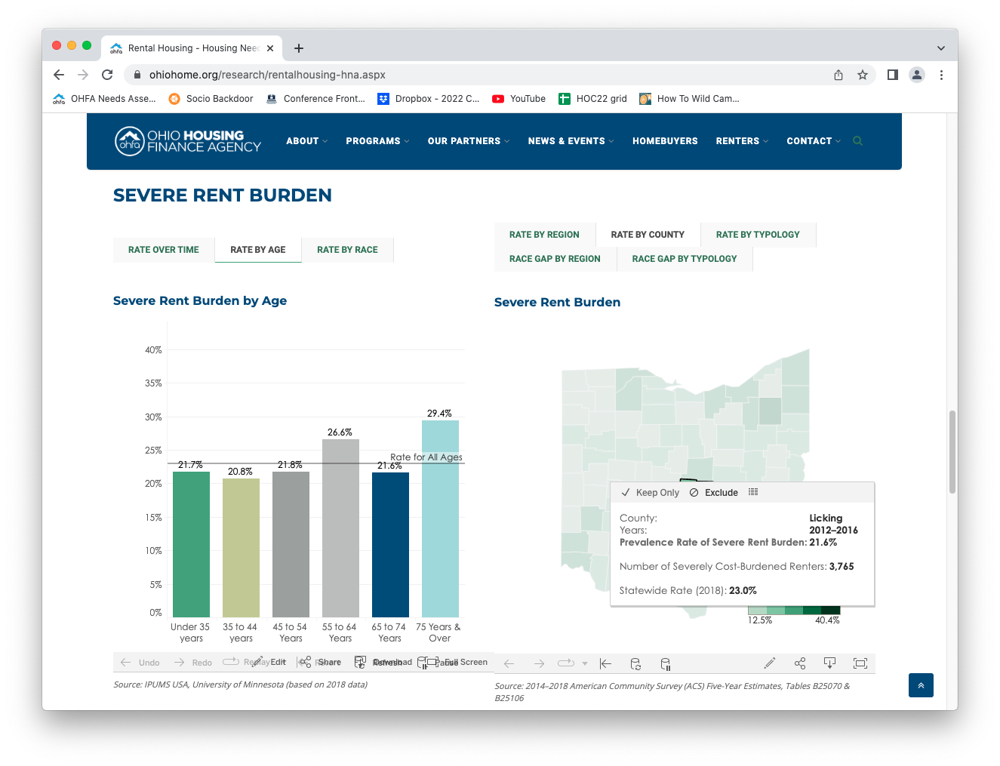 Rental Housing - Housing Nee
ohiohome.org/research/rentalhousing-hna.aspx
OHFA Needs Asse...
Socio Backdoor
Conference Front...
Dropbox - 2022 C...
YouTube
HOC22 grid
How To Wild Cam...
ohfa
OHIO HOUSING
FINANCE AGENCY
ABOUT
PROGRAMS
OUR PARTNERS
NEWS & EVENTS
HOMEBUYERS
RENTERS
CONTACT
SEVERE RENT BURDEN
RATE OVER TIME
RATE BY AGE
RATE BY RACE
Severe Rent Burden by Age
40%
35%
30%
25%
20%
15%
10%
5%
0%
21.7%
20.8%
21.8%
26.6%
21.6%
29.4%
Rate for All Ages
Under 35 years
35 to 44 years
45 to 54 Years
55 to 64 Years
65 to 74 Years
75 Years & Over
Undo
Redo
Replay
Edit
Share
Refresh
Download
Pause
Full Screen
Source: IPUMS USA, University of Minnesota (based on 2018 data)
RATE BY REGION
RATE BY COUNTY
RATE BY TYPOLOGY
RACE GAP BY REGION
RACE GAP BY TYPOLOGY
Severe Rent Burden
Keep Only
Exclude
County: Licking
Years: 2012–2016
Prevalence Rate of Severe Rent Burden: 21.6%
Number of Severely Cost-Burdened Renters: 3,765
Statewide Rate (2018): 23.0%
12.5%
40.4%
Source: 2014–2018 American Community Survey (ACS) Five-Year Estimates, Tables B25070 &
B25106